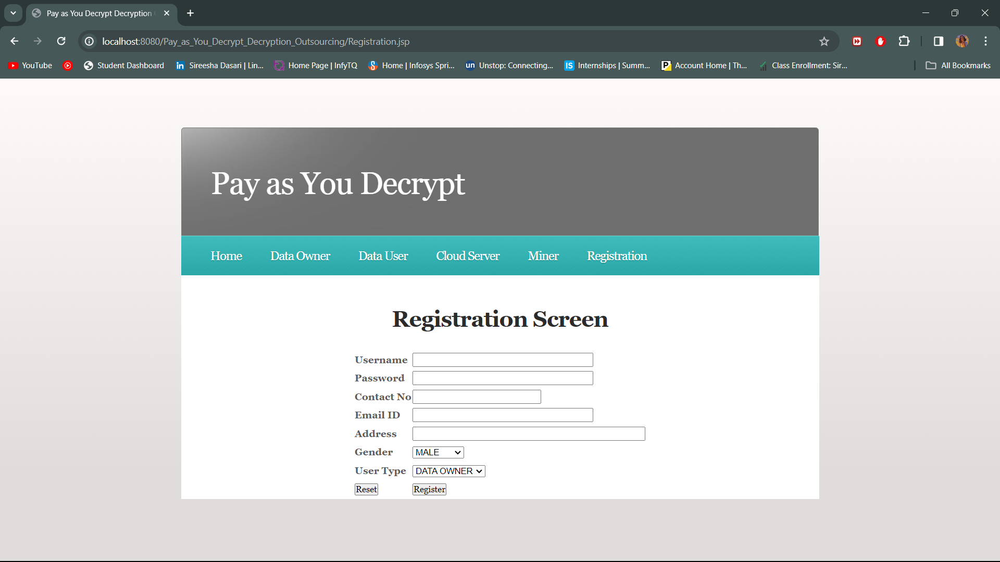 Pay as You Decrypt Decryption
localhost:8080/Pay_as_You_Decrypt_Decryption_Outsourcing/Registration.jsp
YouTube Student Dashboard Sireesha Dasari | Lin... Home Page | InfyTQ Home | Infosys Spri... Unstop: Connecting... Internships | Summ... Account Home | Th... Class Enrollment: Sir... All Bookmarks
Pay as You Decrypt
Home Data Owner Data User Cloud Server Miner Registration
Registration Screen
Username
Password
Contact No
Email ID
Address
Gender MALE
User Type DATA OWNER
Reset Register